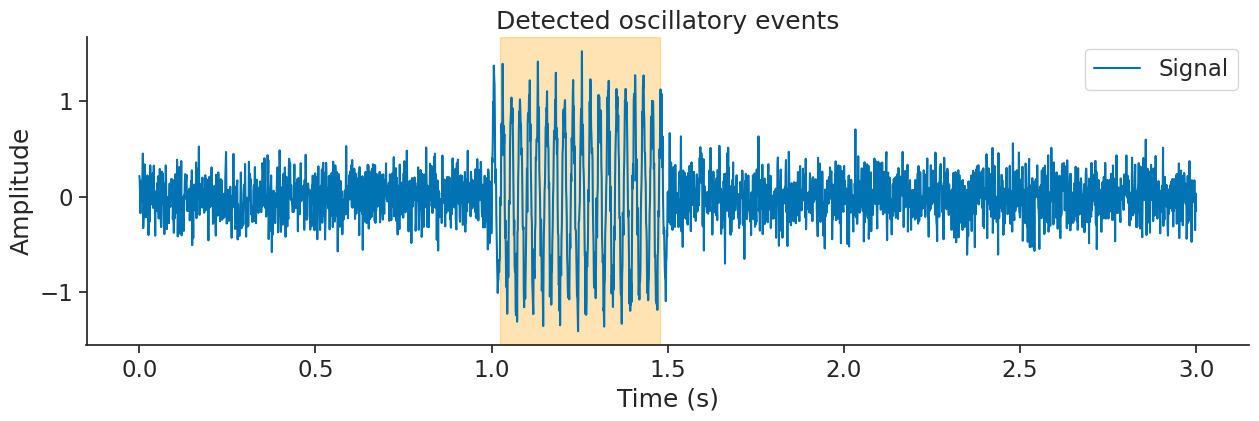 Detected oscillatory events
Signal
Amplitude
1
0
−1
0.0 0.5 1.0 1.5 2.0 2.5 3.0
Time (s)